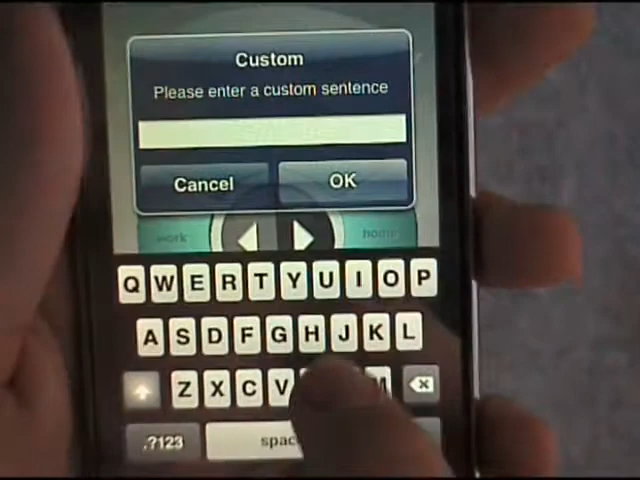 Custom
Please enter a custom sentence
Cancel OK
work home
Q W E R T Y U I O P
A S D F G H J K L
Z X C V M
.?123 spac